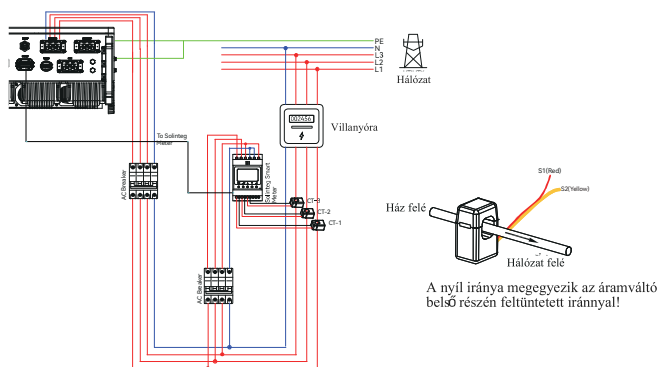 PE
N
L3
L2
L1
Hálózat
002456
Villanyóra
To Solinteg
Meter
AC Breaker
Solinteg Smart
Meter
CT-3
CT-2
CT-1
AC Breaker
S1(Red)
S2(Yellow)
Ház felé
Hálózat felé
A nyíl iránya megegyezik az áramváltó
belső részén feltüntetett iránnyal!